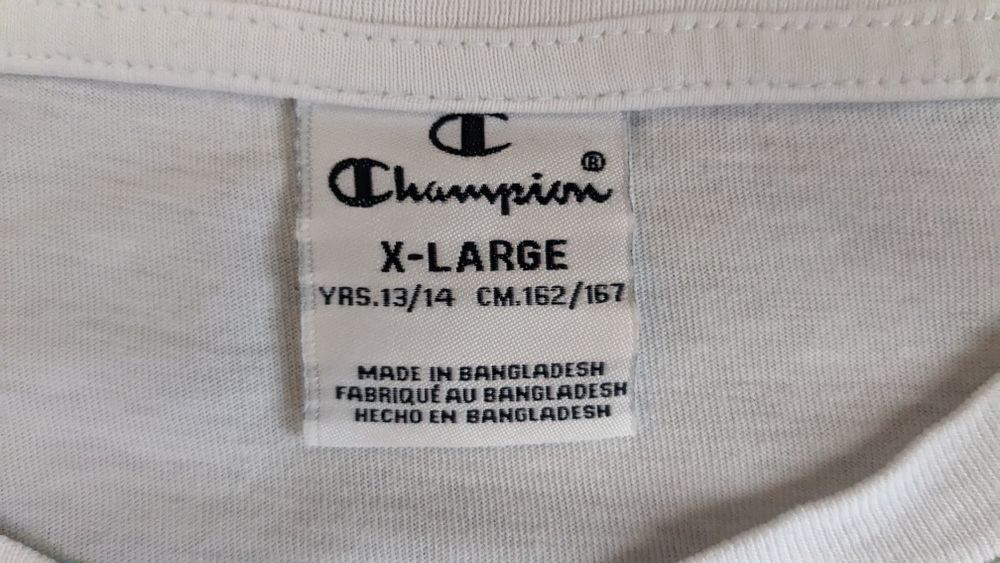 Champion®
X-LARGE
YRS.13/14 CM.162/167
MADE IN BANGLADESH
FABRIQUÉ AU BANGLADESH
HECHO EN BANGLADESH